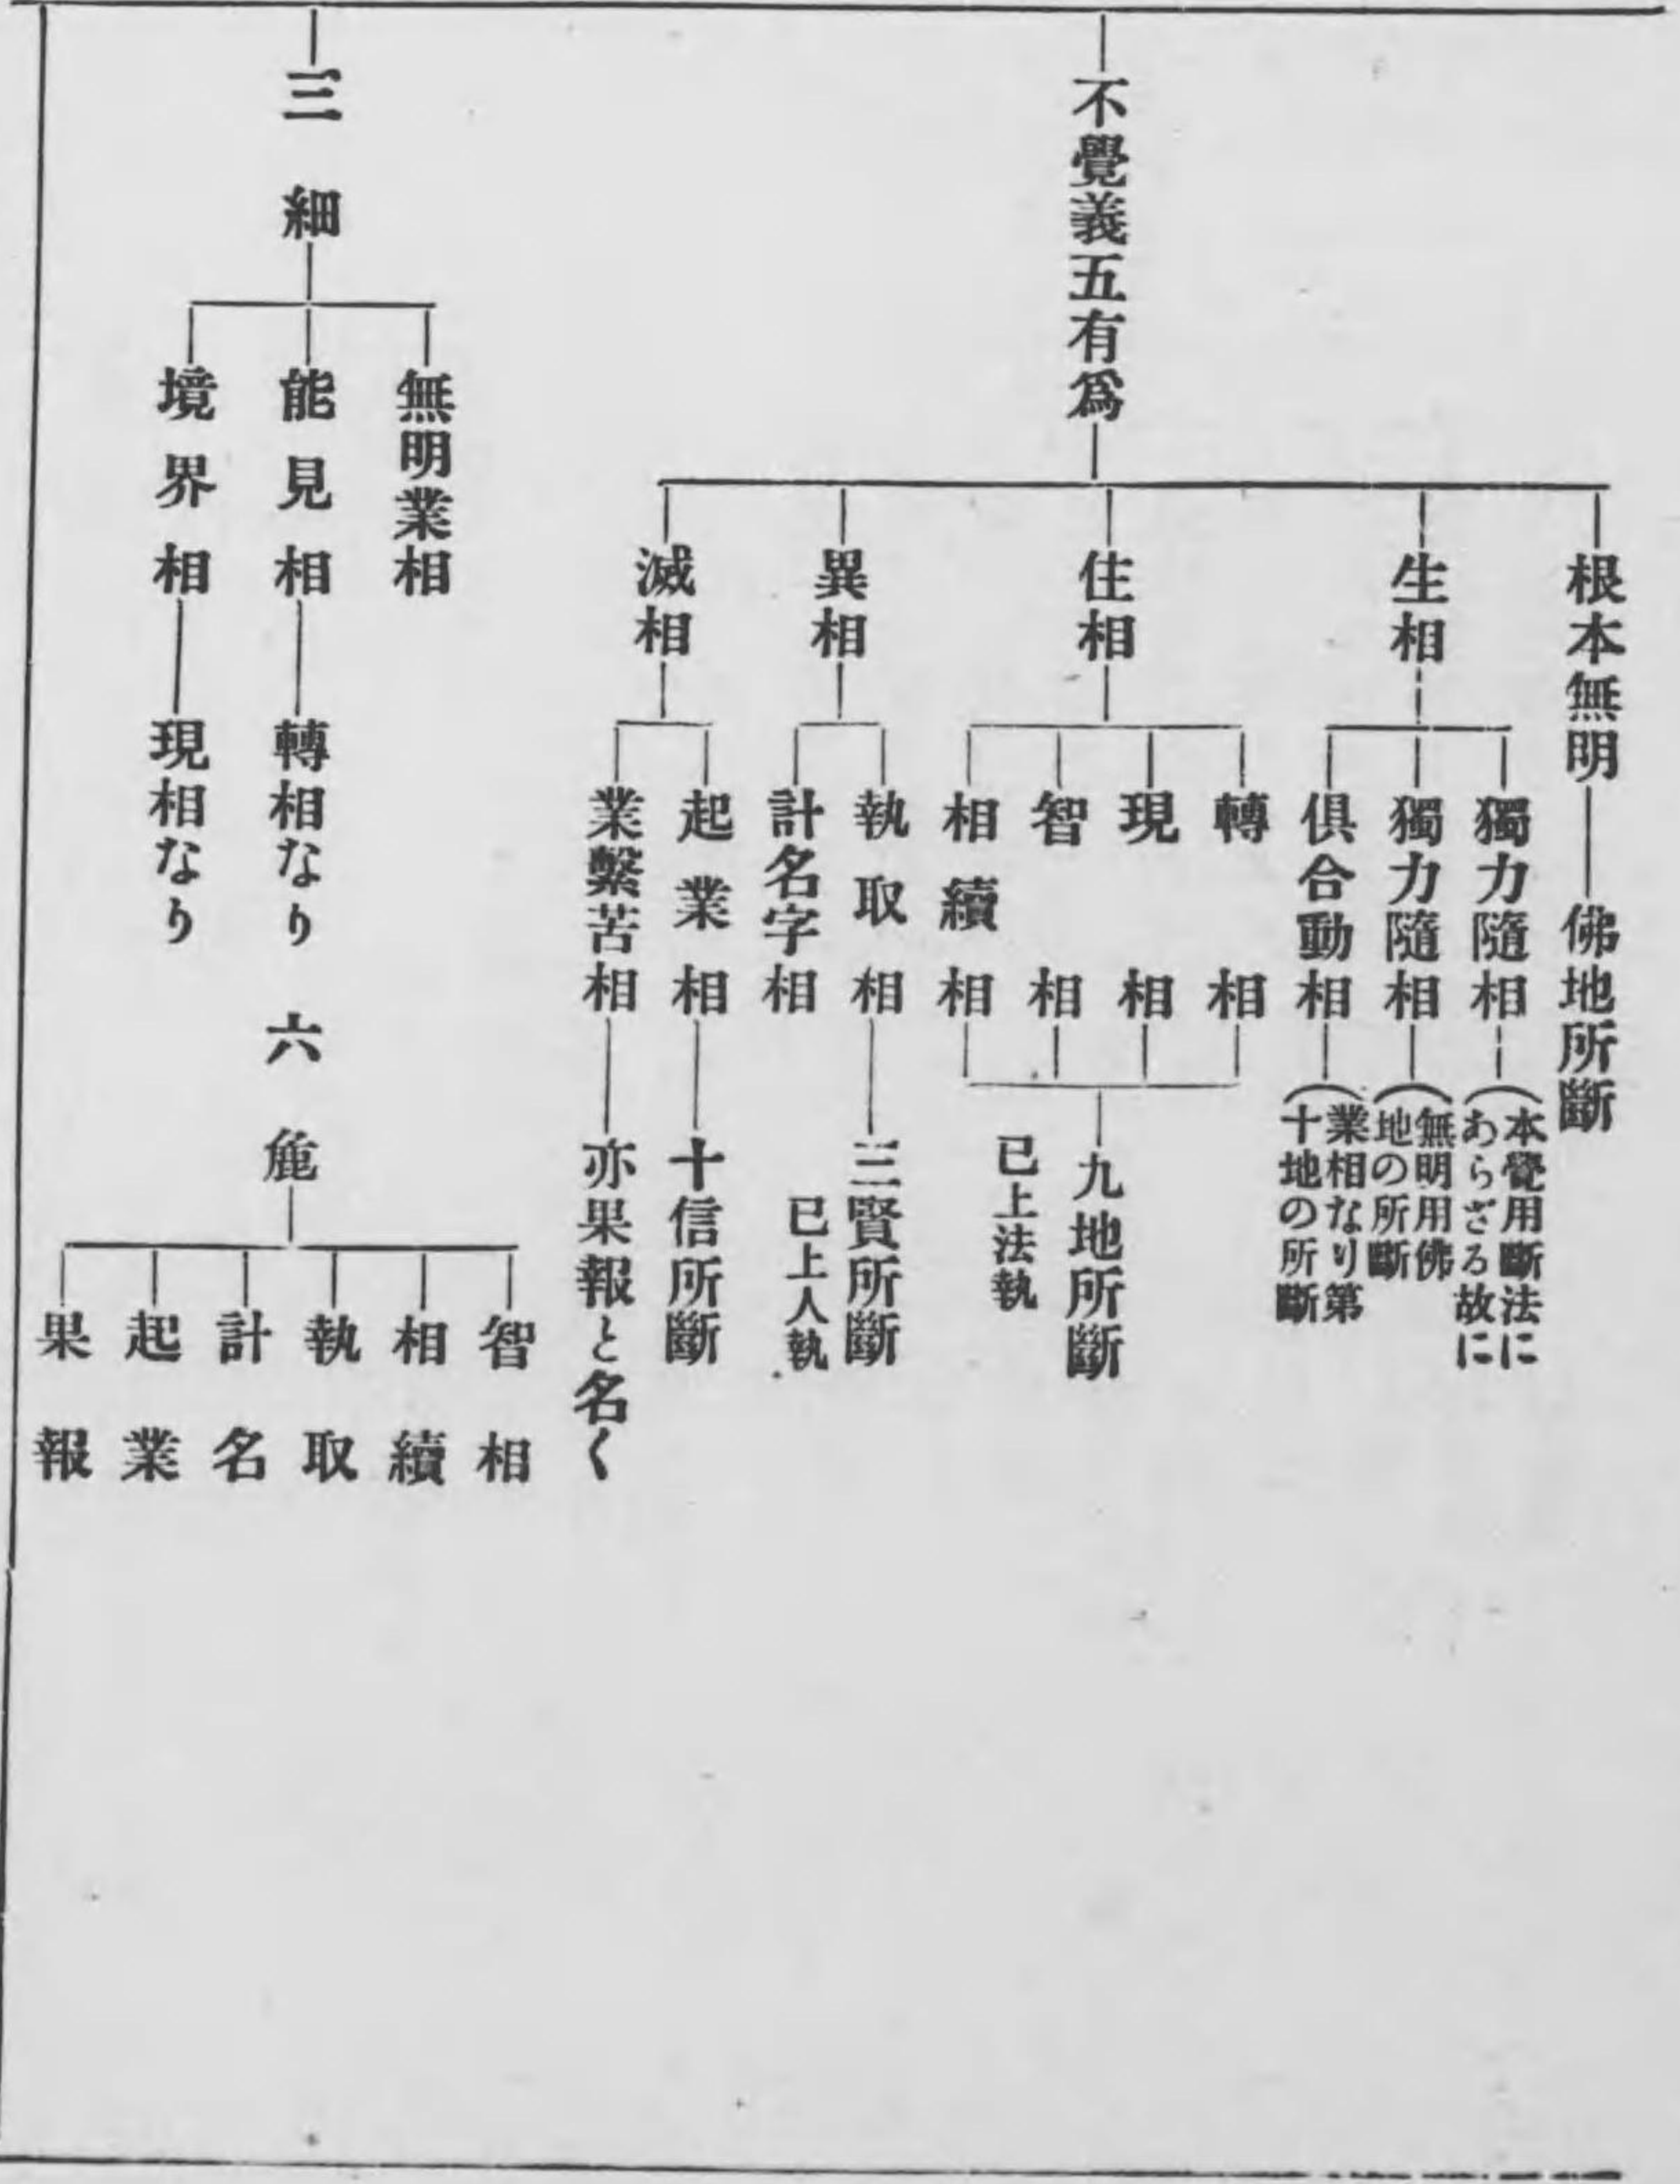 不覺義五有爲
根本無明
佛地所斷
生相
獨力隨相
(本覺用斷法に
あらざる故に
獨力隨相
(無明用佛
地の所斷
俱合動相
(業相なり第
十地の所斷
住相
轉相
現相
智相
相續相
九地所斷
已上法執
異相
執取相
三賢所斷
計名字相
已上人執
滅相
起業相
十信所斷
業繫苦相
亦果報と名く
三細
無明業相
能見相
轉相なり
境界相
現相なり
六麁
智相
相續
執取
計名
起業
果報